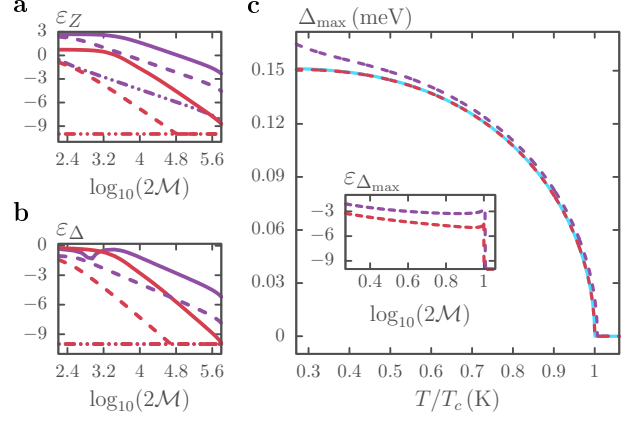 a
ε_Z
3
0
−3
−6
−9
2.4 3.2 4 4.8 5.6
log₁₀(2ℳ)
b
ε_Δ
0
−3
−6
−9
2.4 3.2 4 4.8 5.6
log₁₀(2ℳ)
c
Δ_max (meV)
0.15
0.12
0.09
0.06
0.03
0
ε_Δ_max
−3
−6
−9
0.4 0.6 0.8 1
log₁₀(2ℳ)
0.3 0.4 0.5 0.6 0.7 0.8 0.9 1
T/T_c (K)